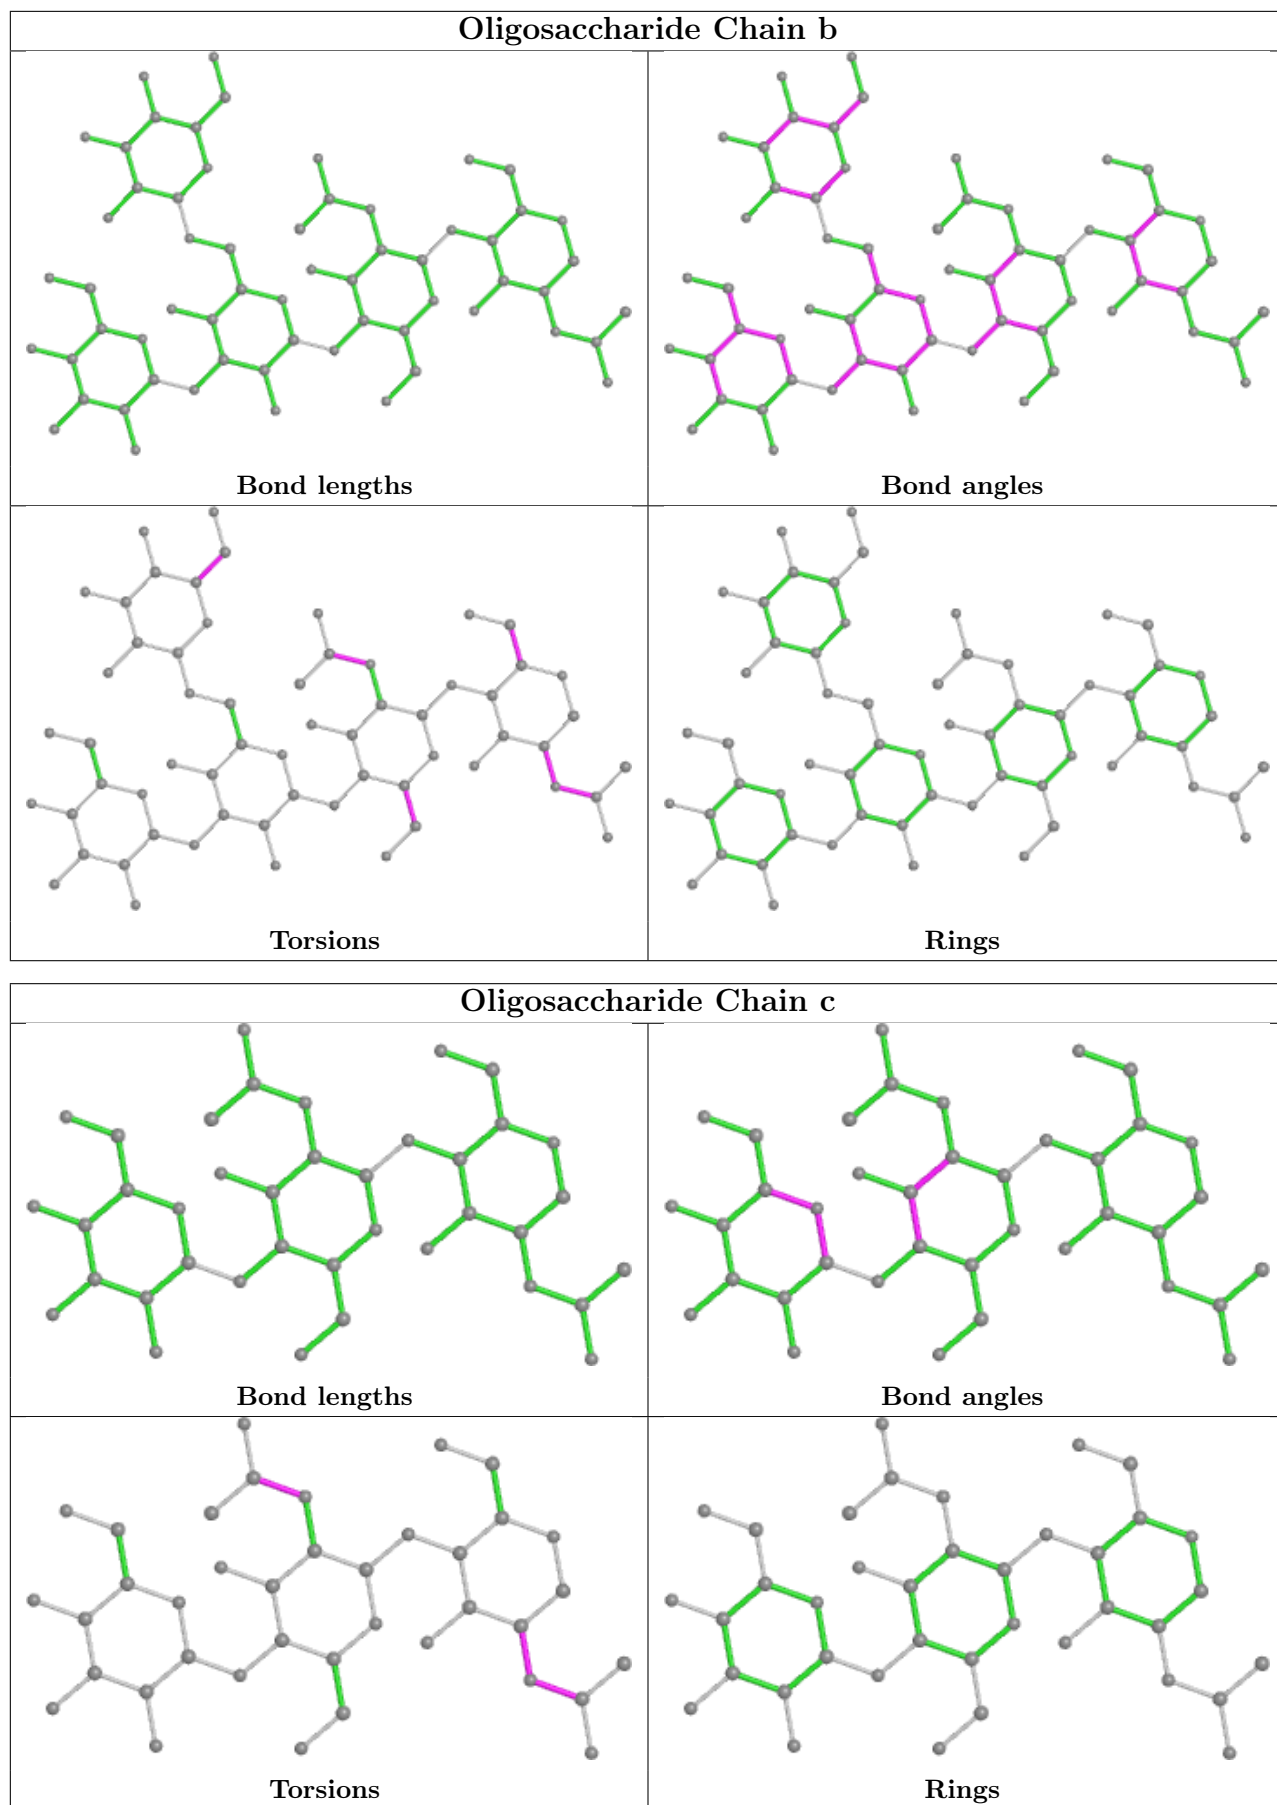 Oligosaccharide Chain b
Bond lengths
Bond angles
Torsions
Rings
Oligosaccharide Chain c
Bond lengths
Bond angles
Torsions
Rings